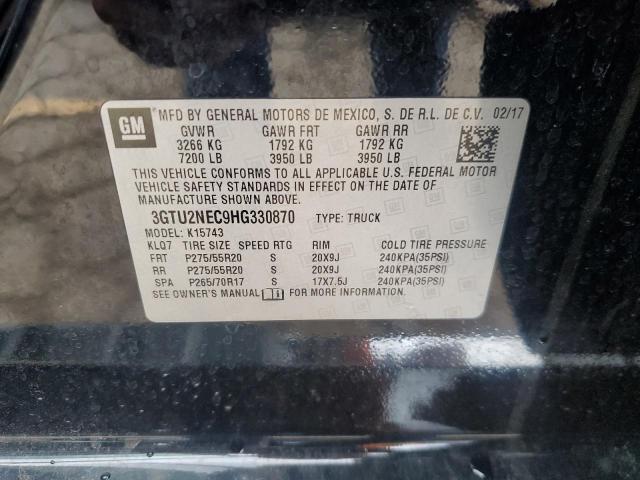 GM
MFD BY GENERAL MOTORS DE MEXICO, S. DE R.L. DE C.V. 02/17
GVWR GAWR FRT GAWR RR
3266 KG 1792 KG 1792 KG
7200 LB 3950 LB 3950 LB
THIS VEHICLE CONFORMS TO ALL APPLICABLE U.S. FEDERAL MOTOR
VEHICLE SAFETY STANDARDS IN EFFECT ON THE DATE OF
MANUFACTURE SHOWN ABOVE.
3GTU2NEC9HG330870 TYPE: TRUCK
MODEL: K15743
KLQ7 TIRE SIZE SPEED RTG RIM COLD TIRE PRESSURE
FRT P275/55R20 S 20X9J 240KPA(35PSI)
RR P275/55R20 S 20X9J 240KPA(35PSI)
SPA P265/70R17 S 17X7.5J 240KPA(35PSI)
SEE OWNER'S MANUAL FOR MORE INFORMATION